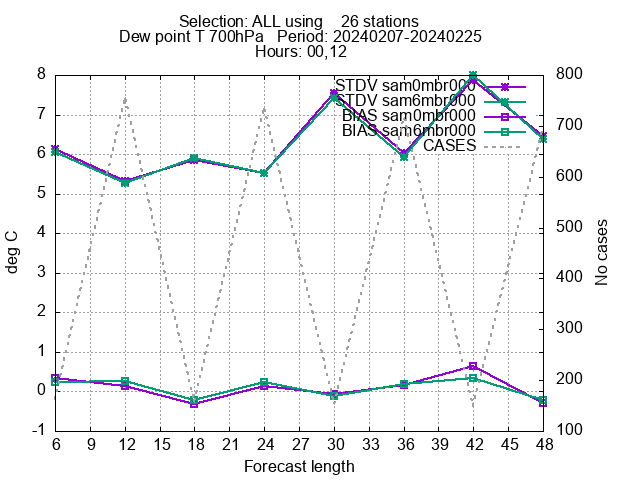 Selection: ALL using    26 stations
Dew point T 700hPa   Period: 20240207-20240225
Hours: 00,12
STDV sam0mbr000
STDV sam6mbr000
BIAS sam0mbr000
BIAS sam6mbr000
CASES
8
7
6
5
4
3
2
1
0
-1
deg C
800
700
600
500
400
300
200
100
No cases
6 9 12 15 18 21 24 27 30 33 36 39 42 45 48
Forecast length